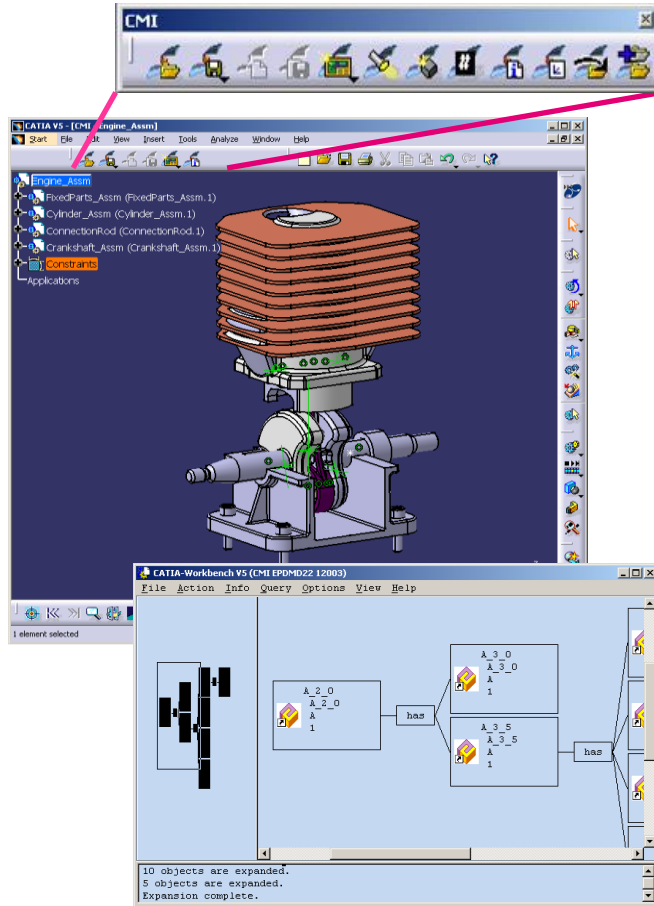 CMI
#
CATIA V5 - [CMI_Engine_Assm]
Start File Edit View Insert Tools Analyze Window Help
Engine_Assm
FixedParts_Assm (FixedParts_Assm.1)
Cylinder_Assm (Cylinder_Assm.1)
ConnectionRod (ConnectionRod.1)
Crankshaft_Assm (Crankshaft_Assm.1)
Constraints
Applications
1 element selected
CATIA-Workbench V5 (CMI EPDMD22 12003)
File Action Info Query Options View Help
A_2_0
A_2_0
A
1
has
A_3_0
A_3_0
A
1
A_3_5
A_3_5
A
1
has
10 objects are expanded.
5 objects are expanded.
Expansion complete.